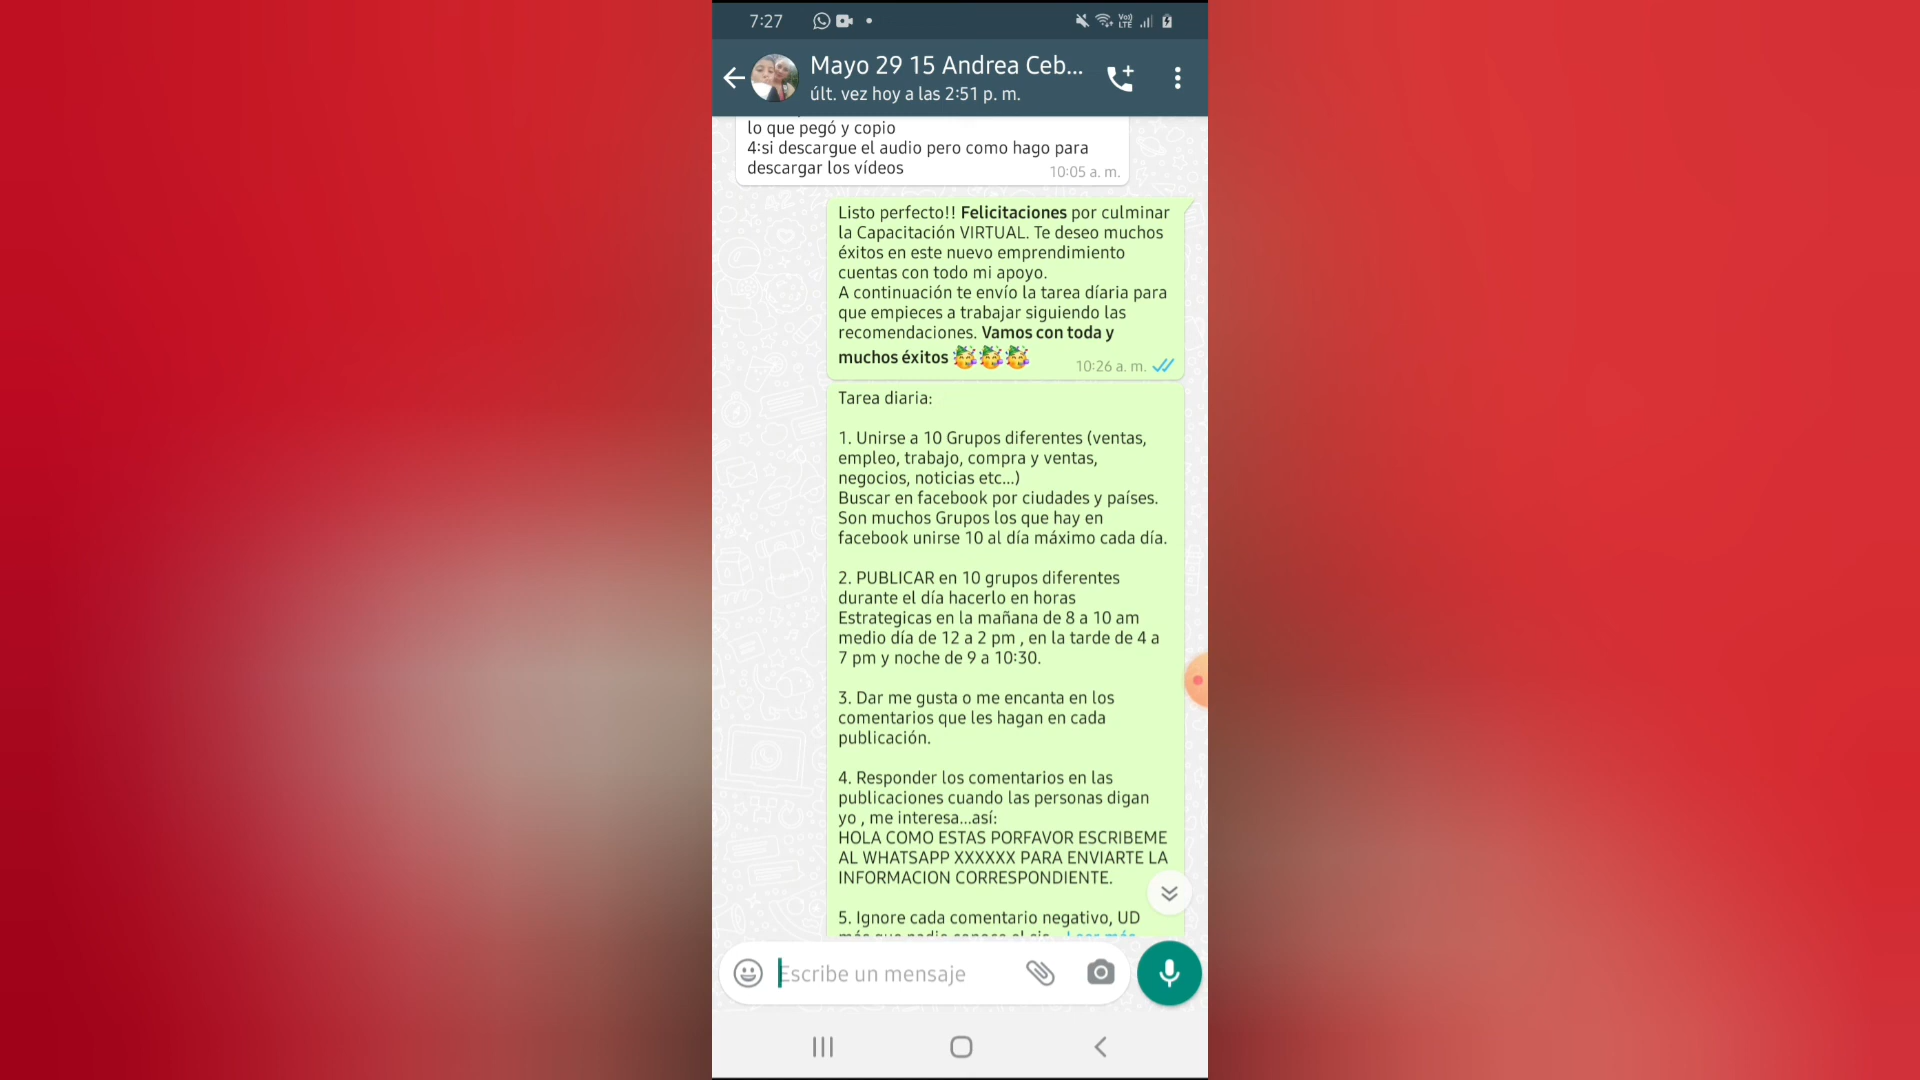 7:27
Mayo 29 15 Andrea Ceb...
últ. vez hoy a las 2:51 p. m.
lo que pegó y copio
4:si descargue el audio pero como hago para
descargar los vídeos
10:05 a. m.
Listo perfecto!! Felicitaciones por culminar
la Capacitación VIRTUAL. Te deseo muchos
éxitos en este nuevo emprendimiento
cuentas con todo mi apoyo.
A continuación te envío la tarea díaria para
que empieces a trabajar siguiendo las
recomendaciones. Vamos con toda y
muchos éxitos 🥳🥳🥳
10:26 a. m.
Tarea diaria:
1. Unirse a 10 Grupos diferentes (ventas,
empleo, trabajo, compra y ventas,
negocios, noticias etc...)
Buscar en facebook por ciudades y países.
Son muchos Grupos los que hay en
facebook unirse 10 al día máximo cada día.
2. PUBLICAR en 10 grupos diferentes
durante el día hacerlo en horas
Estrategicas en la mañana de 8 a 10 am
medio día de 12 a 2 pm , en la tarde de 4 a
7 pm y noche de 9 a 10:30.
3. Dar me gusta o me encanta en los
comentarios que les hagan en cada
publicación.
4. Responder los comentarios en las
publicaciones cuando las personas digan
yo , me interesa...así:
HOLA COMO ESTAS PORFAVOR ESCRIBEME
AL WHATSAPP XXXXXX PARA ENVIARTE LA
INFORMACION CORRESPONDIENTE.
5. Ignore cada comentario negativo, UD
más que nadie conoce el sis... Leer más
Escribe un mensaje